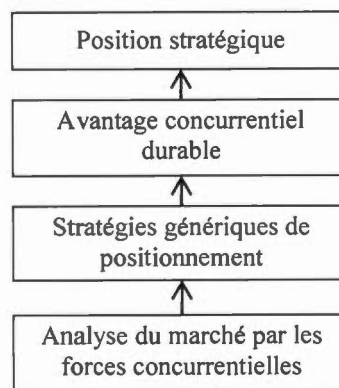 Position stratégique
Avantage concurrentiel
durable
Stratégies génériques de
positionnement
Analyse du marché par les
forces concurrentielles